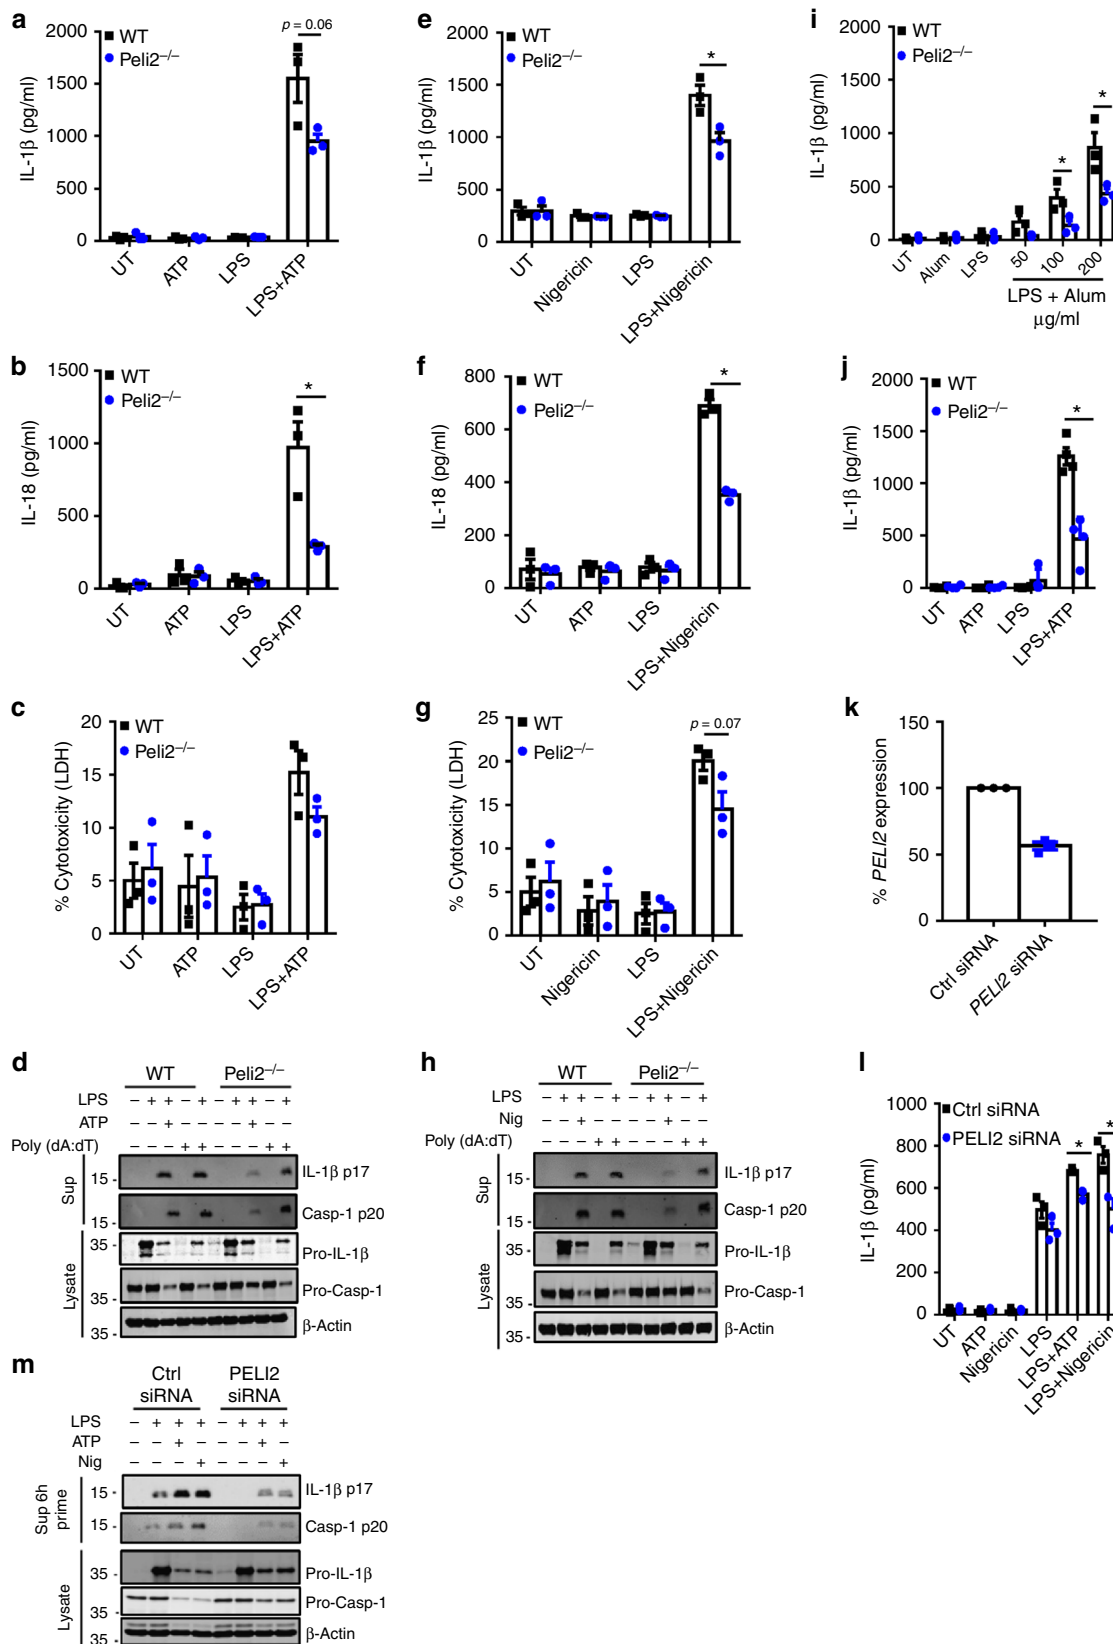 a
2000
1500
1000
500
0
IL-1β (pg/ml)
WT
Peli2–/–
p = 0.06
UT
ATP
LPS
LPS+ATP
e
2000
1500
1000
500
0
IL-1β (pg/ml)
WT
Peli2–/–
*
UT
Nigericin
LPS
LPS+Nigericin
i
2000
1500
1000
500
0
IL-1β (pg/ml)
WT
Peli2–/–
*
*
UT
Alum
LPS
50
100
200
LPS + Alum
μg/ml
b
1500
1000
500
0
IL-18 (pg/ml)
WT
Peli2–/–
*
UT
ATP
LPS
LPS+ATP
f
800
600
400
200
0
IL-18 (pg/ml)
WT
Peli2–/–
*
UT
ATP
LPS
LPS+Nigericin
j
2000
1500
1000
500
0
IL-1β (pg/ml)
WT
Peli2–/–
*
UT
ATP
LPS
LPS+ATP
c
20
15
10
5
0
% Cytotoxicity (LDH)
WT
Peli2–/–
UT
ATP
LPS
LPS+ATP
g
25
20
15
10
5
0
% Cytotoxicity (LDH)
WT
Peli2–/–
p = 0.07
UT
Nigericin
LPS
LPS+Nigericin
k
150
100
50
0
% PELI2 expression
Ctrl siRNA
PELI2 siRNA
d
WT Peli2–/–
LPS – + + – + – + + – +
ATP – – + – – – – + – –
Poly (dA:dT) – – – + + – – – + +
Sup
15 - IL-1β p17
15 - Casp-1 p20
Lysate
35 - Pro-IL-1β
35 - Pro-Casp-1
35 - β-Actin
h
WT Peli2–/–
LPS – + + – + – + + – +
Nig – – + – – – – + – –
Poly (dA:dT) – – – + + – – – + +
Sup
15 - IL-1β p17
15 - Casp-1 p20
Lysate
35 - Pro-IL-1β
35 - Pro-Casp-1
35 - β-Actin
l
1000
800
600
400
200
0
IL-1β (pg/ml)
Ctrl siRNA
PELI2 siRNA
*
*
UT
ATP
Nigericin
LPS
LPS+ATP
LPS+Nigericin
m
Ctrl siRNA
PELI2 siRNA
LPS – + + + – + + +
ATP – – + – – – + –
Nig – – – + – – – +
Sup 6h prime
15 - IL-1β p17
15 - Casp-1 p20
Lysate
35 - Pro-IL-1β
35 - Pro-Casp-1
35 - β-Actin